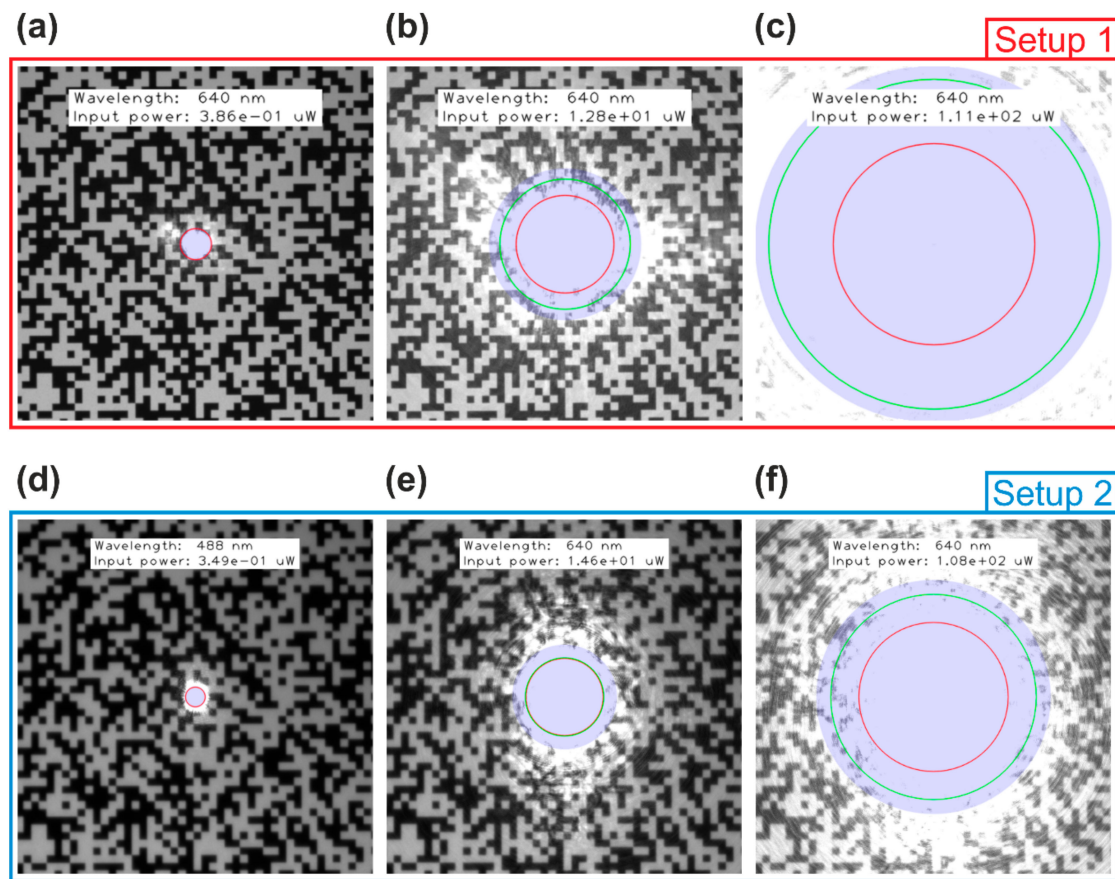 (a) (b) (c)
Setup 1
Wavelength: 640 nm
Input power: 3.86e-01 uW
Wavelength: 640 nm
Input power: 1.28e+01 uW
Wavelength: 640 nm
Input power: 1.11e+02 uW
(d) (e) (f)
Setup 2
Wavelength: 488 nm
Input power: 3.49e-01 uW
Wavelength: 640 nm
Input power: 1.46e+01 uW
Wavelength: 640 nm
Input power: 1.08e+02 uW